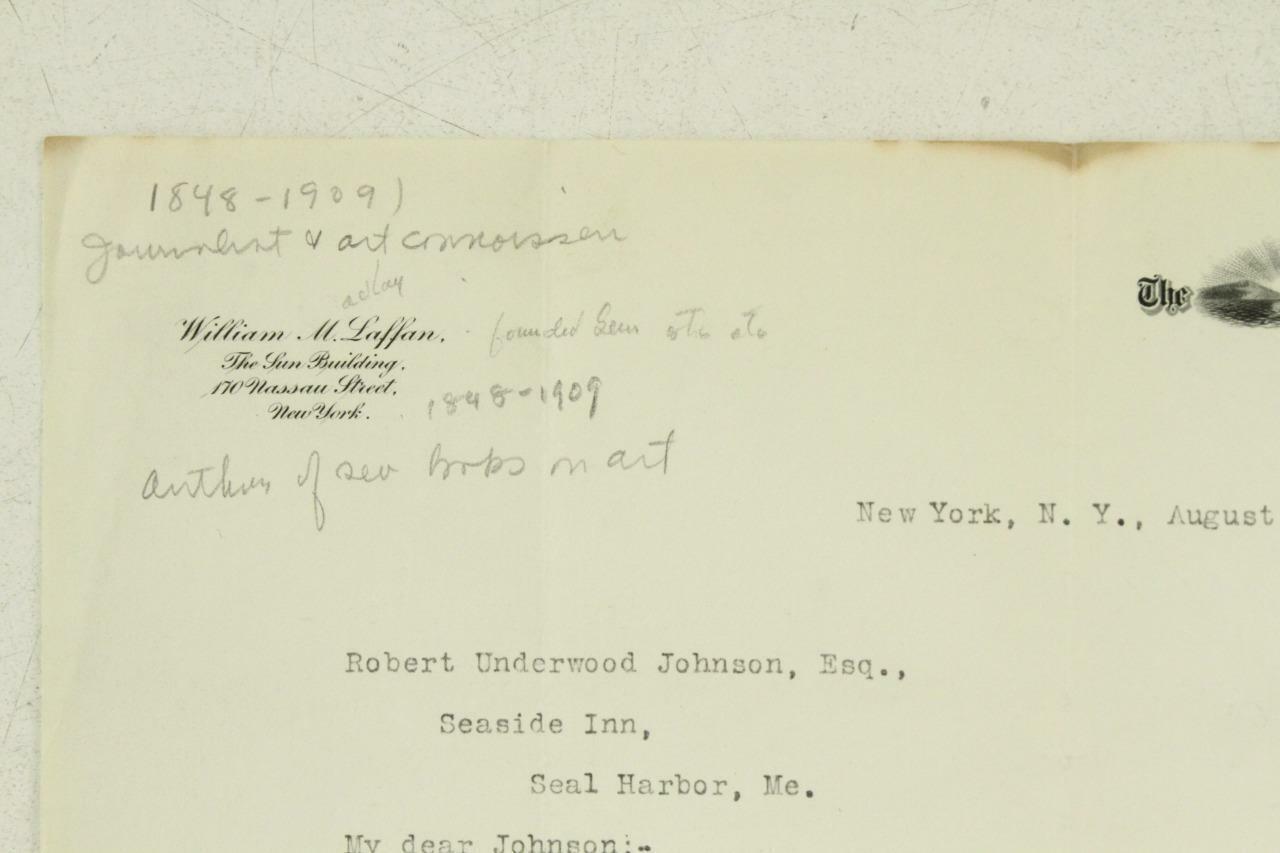 1848-1909)
Journalist & art connoisseu
William M. Laffan,
founded
The Sun Building,
170 Nassau Street,
New York.
1848-1909
Author of sev books on art
The
New York, N. Y., August
Robert Underwood Johnson, Esq.,
Seaside Inn,
Seal Harbor, Me.
My dear Johnson:-